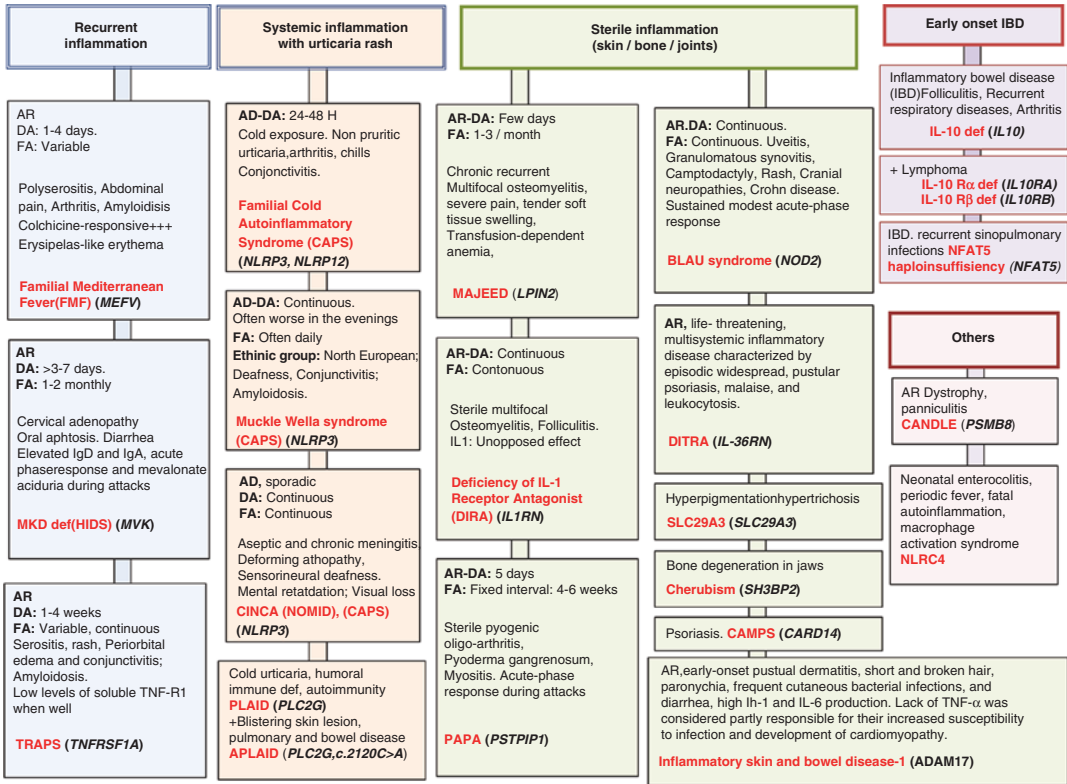 Recurrent
inflammation
AR
DA: 1-4 days.
FA: Variable
Polyserositis, Abdominal
pain, Arthritis, Amyloidisis
Colchicine-responsive+++
Erysipelas-like erythema
Familial Mediterranean
Fever(FMF) (MEFV)
AR
DA: >3-7 days.
FA: 1-2 monthly
Cervical adenopathy
Oral aphtosis. Diarrhea
Elevated IgD and IgA, acute
phaseresponse and mevalonate
aciduria during attacks
MKD def(HIDS) (MVK)
AR
DA: 1-4 weeks
FA: Variable, continuous
Serositis, rash, Periorbital
edema and conjunctivitis;
Amyloidosis.
Low levels of soluble TNF-R1
when well
TRAPS (TNFRSF1A)
Systemic inflammation
with urticaria rash
AD-DA: 24-48 H
Cold exposure. Non pruritic
urticaria,arthritis, chills
Conjonctivitis.
Familial Cold
Autoinflammatory
Syndrome (CAPS)
(NLRP3, NLRP12)
AD-DA: Continuous.
Often worse in the evenings
FA: Often daily
Ethinic group: North European;
Deafness, Conjunctivitis;
Amyloidosis.
Muckle Wella syndrome
(CAPS) (NLRP3)
AD, sporadic
DA: Continuous
FA: Continuous
Aseptic and chronic meningitis,
Deforming athopathy,
Sensorineural deafness.
Mental retatdation; Visual loss
CINCA (NOMID), (CAPS)
(NLRP3)
Cold urticaria, humoral
immune def, autoimmunity
PLAID (PLC2G)
+Blistering skin lesion,
pulmonary and bowel disease
APLAID (PLC2G,c.2120C>A)
Sterile inflammation
(skin / bone / joints)
AR-DA: Few days
FA: 1-3 / month
Chronic recurrent
Multifocal osteomyelitis,
severe pain, tender soft
tissue swelling,
Transfusion-dependent
anemia,
MAJEED (LPIN2)
AR-DA: Continuous
FA: Contonuous
Sterile multifocal
Osteomyelitis, Folliculitis.
IL1: Unopposed effect
Deficiency of IL-1
Receptor Antagonist
(DIRA) (IL1RN)
AR-DA: 5 days
FA: Fixed interval: 4-6 weeks
Sterile pyogenic
oligo-arthritis,
Pyoderma gangrenosum,
Myositis. Acute-phase
response during attacks
PAPA (PSTPIP1)
AR.DA: Continuous.
FA: Continuous. Uveitis,
Granulomatous synovitis,
Camptodactyly, Rash, Cranial
neuropathies, Crohn disease.
Sustained modest acute-phase
response
BLAU syndrome (NOD2)
AR, life- threatening,
multisystemic inflammatory
disease characterized by
episodic widespread, pustular
psoriasis, malaise, and
leukocytosis.
DITRA (IL-36RN)
Hyperpigmentationhypertrichosis
SLC29A3 (SLC29A3)
Bone degeneration in jaws
Cherubism (SH3BP2)
Psoriasis. CAMPS (CARD14)
AR,early-onset pustual dermatitis, short and broken hair,
paronychia, frequent cutaneous bacterial infections, and
diarrhea, high Ih-1 and IL-6 production. Lack of TNF-α was
considered partly responsible for their increased susceptibility
to infection and development of cardiomyopathy.
Inflammatory skin and bowel disease-1 (ADAM17)
Early onset IBD
Inflammatory bowel disease
(IBD)Folliculitis, Recurrent
respiratory diseases, Arthritis
IL-10 def (IL10)
+ Lymphoma
IL-10 Rα def (IL10RA)
IL-10 Rβ def (IL10RB)
IBD. recurrent sinopulmonary
infections NFAT5
haploinsuffisiency (NFAT5)
Others
AR Dystrophy,
panniculitis
CANDLE (PSMB8)
Neonatal enterocolitis,
periodic fever, fatal
autoinflammation,
macrophage
activation syndrome
NLRC4